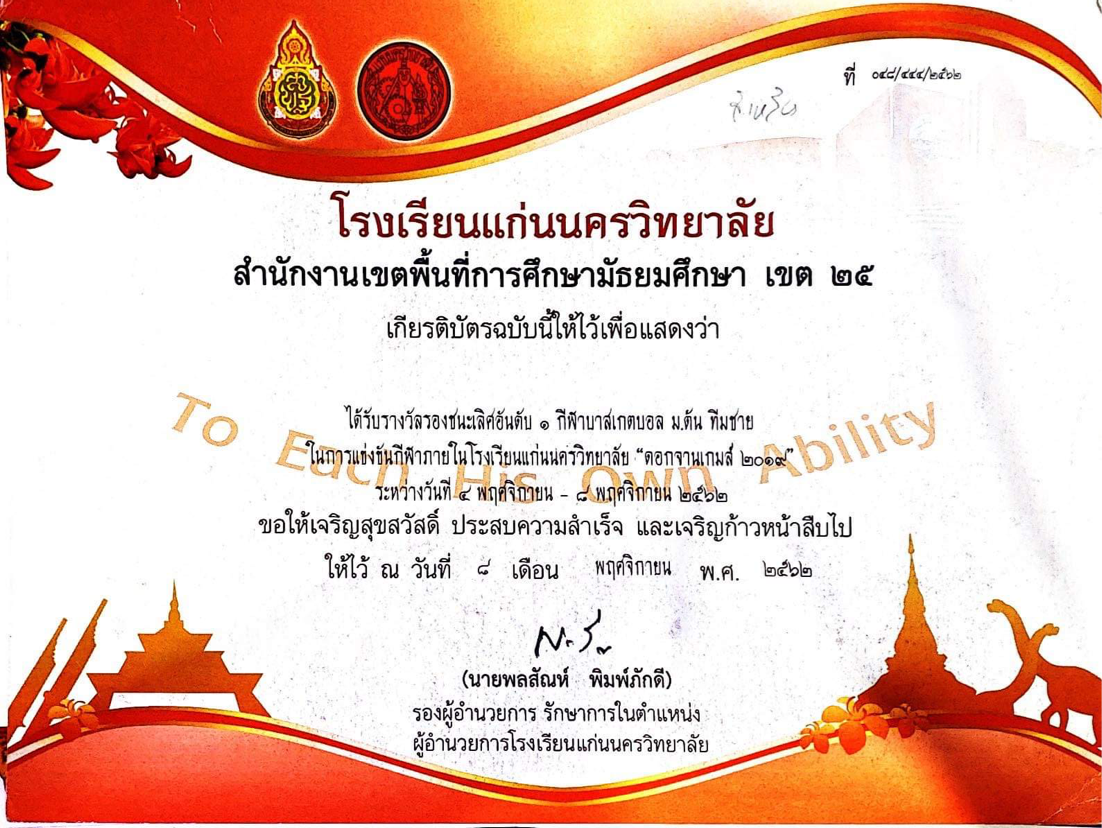 ที่ ๐๔๘/๔๔๔/๒๕๖๒
โรงเรียนแก่นนครวิทยาลัย
สำนักงานเขตพื้นที่การศึกษามัธยมศึกษา เขต ๒๕
เกียรติบัตรฉบับนี้ให้ไว้เพื่อแสดงว่า
To Each His Own Ability
ได้รับรางวัลรองชนะเลิศอันดับ ๑ กีฬาบาสเกตบอล ม.ต้น ทีมชาย
ในการแข่งขันกีฬาภายในโรงเรียนแก่นนครวิทยาลัย “ดอกจานเกมส์ ๒๐๑๙”
ระหว่างวันที่ ๔ พฤศจิกายน - ๘ พฤศจิกายน ๒๕๖๒
ขอให้เจริญสุขสวัสดิ์ ประสบความสำเร็จ และเจริญก้าวหน้าสืบไป
ให้ไว้ ณ วันที่ ๘ เดือน พฤศจิกายน พ.ศ. ๒๕๖๒
(นายพลสัณห์ พิมพ์ภักดี)
รองผู้อำนวยการ รักษาการในตำแหน่ง
ผู้อำนวยการโรงเรียนแก่นนครวิทยาลัย